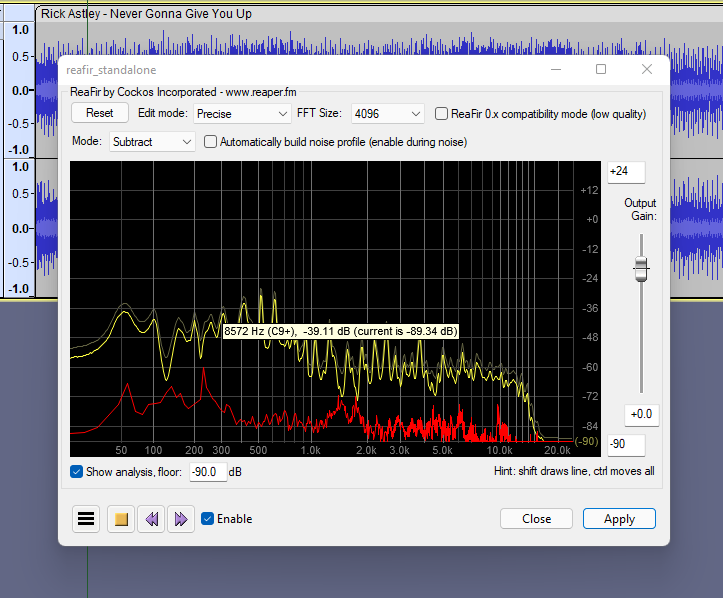 Rick Astley - Never Gonna Give You Up
1.0
0.5-
0.0-
-0.5-
-1.0
1.0
0.5-
0.0-
-0.5-
-1.0
reafir_standalone
ReaFir by Cockos Incorporated - www.reaper.fm
Reset Edit mode: Precise FFT Size: 4096 ReaFir 0.x compatibility mode (low quality)
Mode: Subtract Automatically build noise profile (enable during noise)
+24
Output
Gain:
+12
+0
-12
-24
-36
-48
-60
-72
-84
(-90)
8572 Hz (C9+), -39.11 dB (current is -89.34 dB)
50 100 200 300 500 1.0k 2.0k 3.0k 5.0k 10.0k 20.0k
+0.0
-90
Show analysis, floor: -90.0 dB
Hint: shift draws line, ctrl moves all
Enable Close Apply